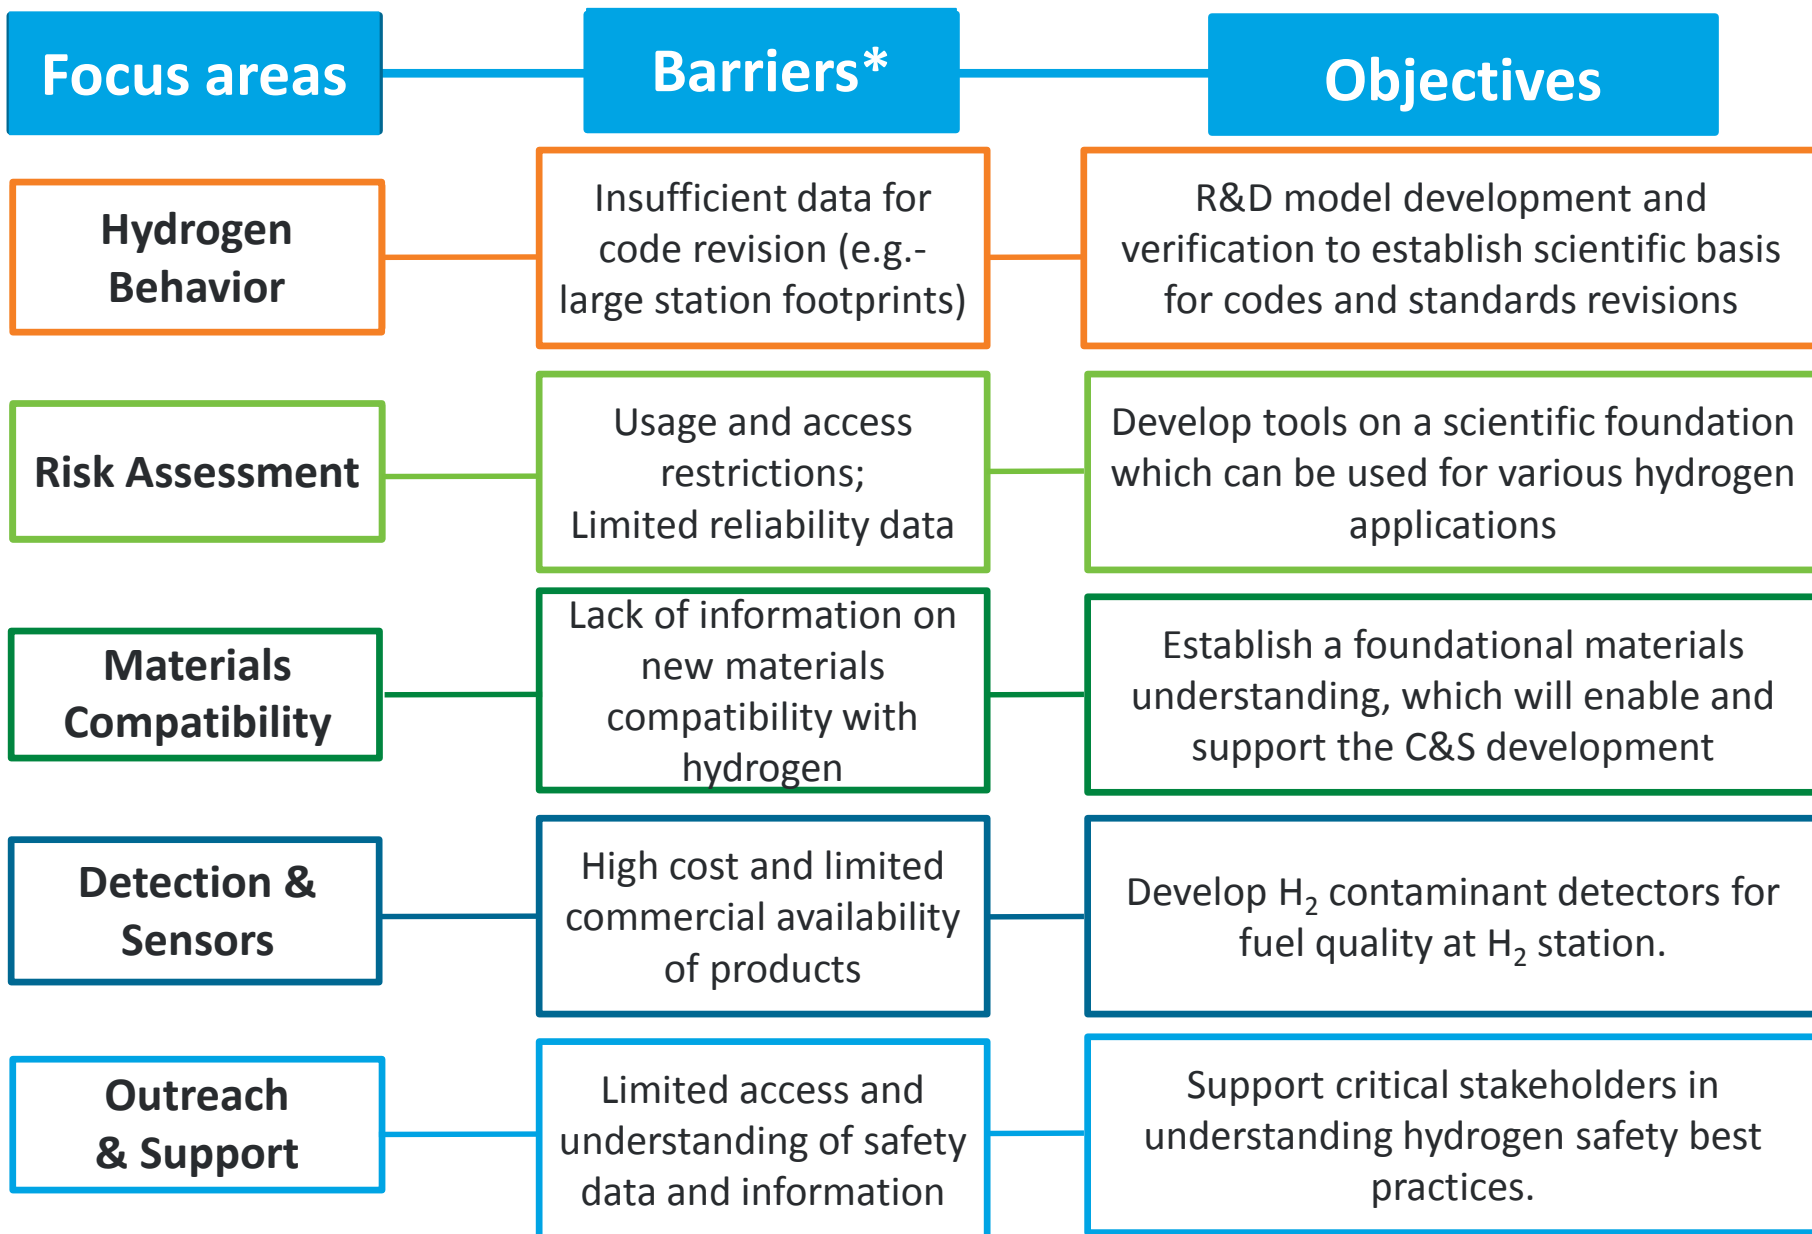 Focus areas
Barriers*
Objectives
Hydrogen
Behavior
Insufficient data for
code revision (e.g.-
large station footprints)
R&D model development and
verification to establish scientific basis
for codes and standards revisions
Risk Assessment
Usage and access
restrictions;
Limited reliability data
Develop tools on a scientific foundation
which can be used for various hydrogen
applications
Materials
Compatibility
Lack of information on
new materials
compatibility with
hydrogen
Establish a foundational materials
understanding, which will enable and
support the C&S development
Detection &
Sensors
High cost and limited
commercial availability
of products
Develop H₂ contaminant detectors for
fuel quality at H₂ station.
Outreach
& Support
Limited access and
understanding of safety
data and information
Support critical stakeholders in
understanding hydrogen safety best
practices.